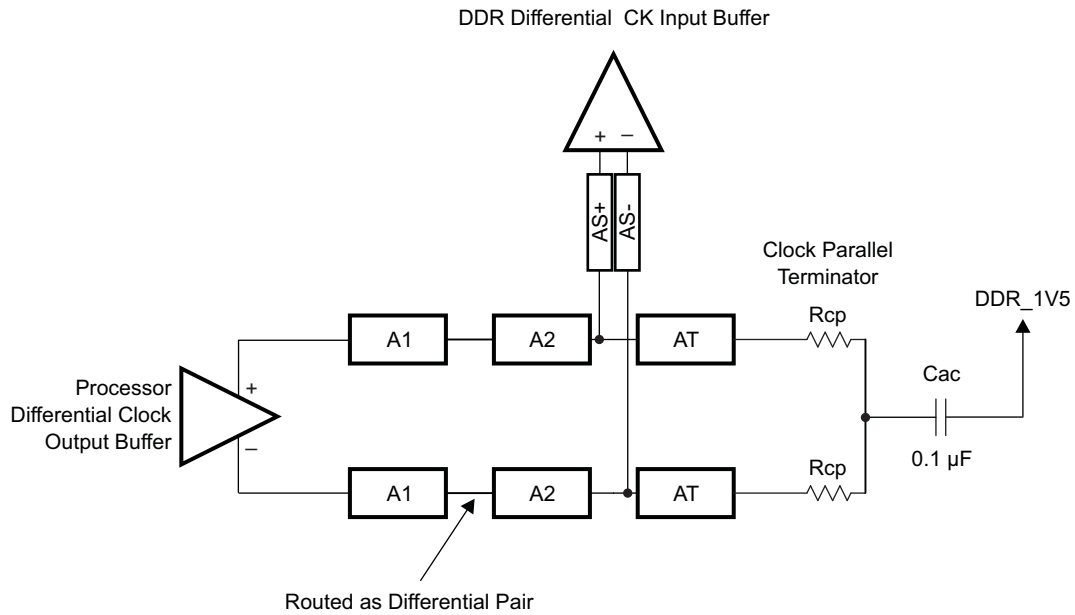 DDR Differential CK Input Buffer
+ –
AS+
AS-
Clock Parallel
Terminator
DDR_1V5
Rcp
A1
A2
AT
Cac
Processor
Differential Clock
Output Buffer
+
–
0.1 µF
Rcp
A1
A2
AT
Routed as Differential Pair